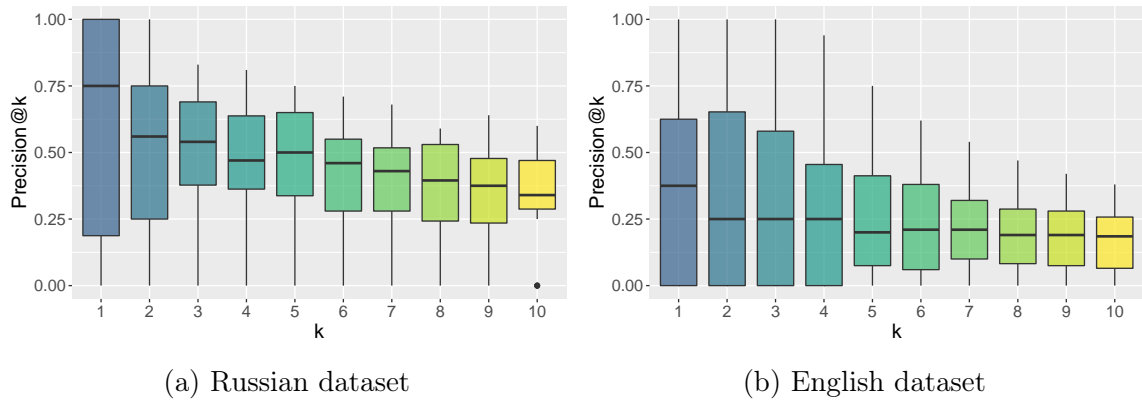 1.00
0.75
0.50
0.25
0.00
Precision@k
1 2 3 4 5 6 7 8 9 10
k
(a) Russian dataset
1.00
0.75
0.50
0.25
0.00
Precision@k
1 2 3 4 5 6 7 8 9 10
k
(b) English dataset